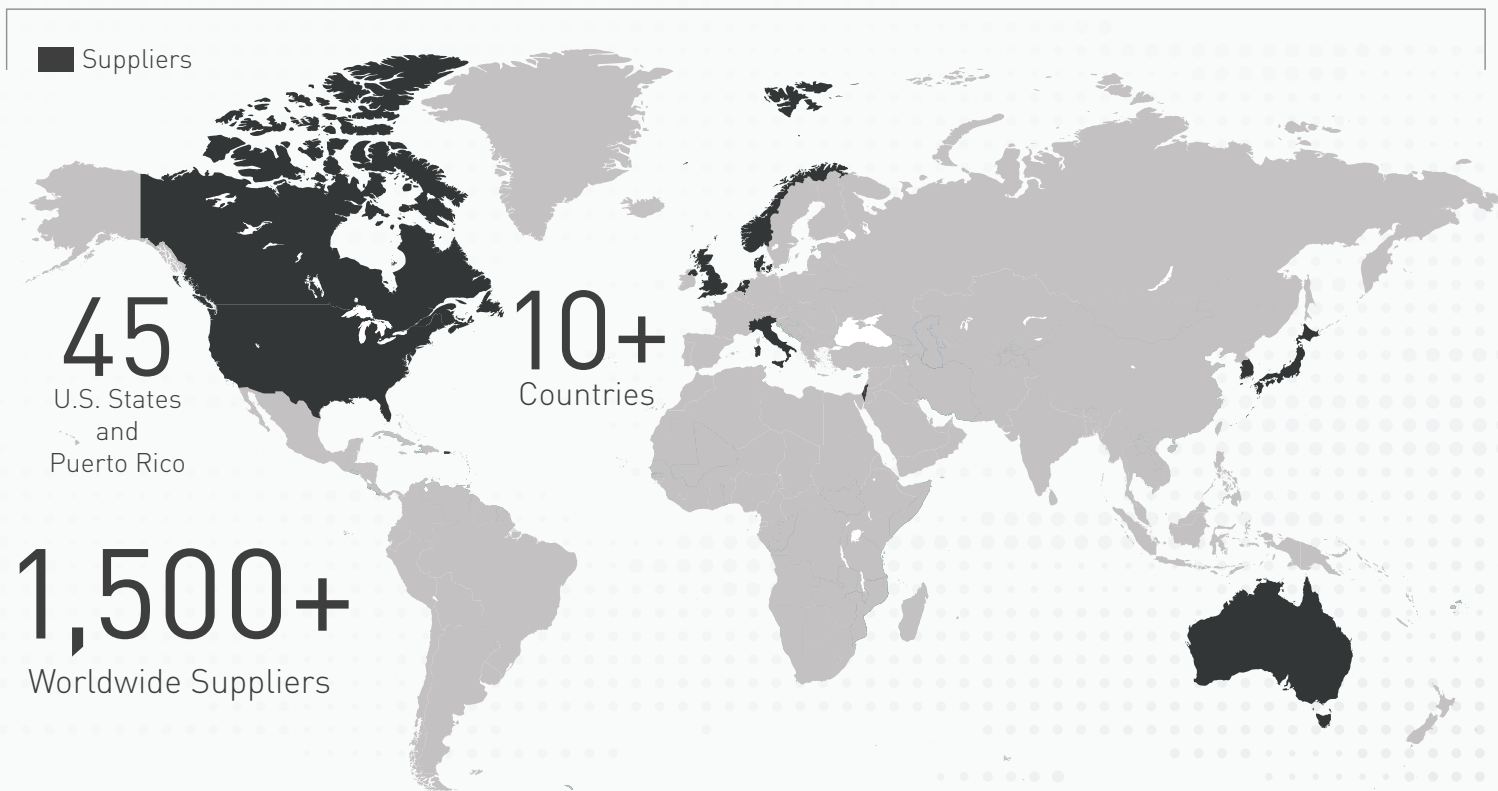 Suppliers
45
U.S. States
and
Puerto Rico
10+
Countries
1,500+
Worldwide Suppliers